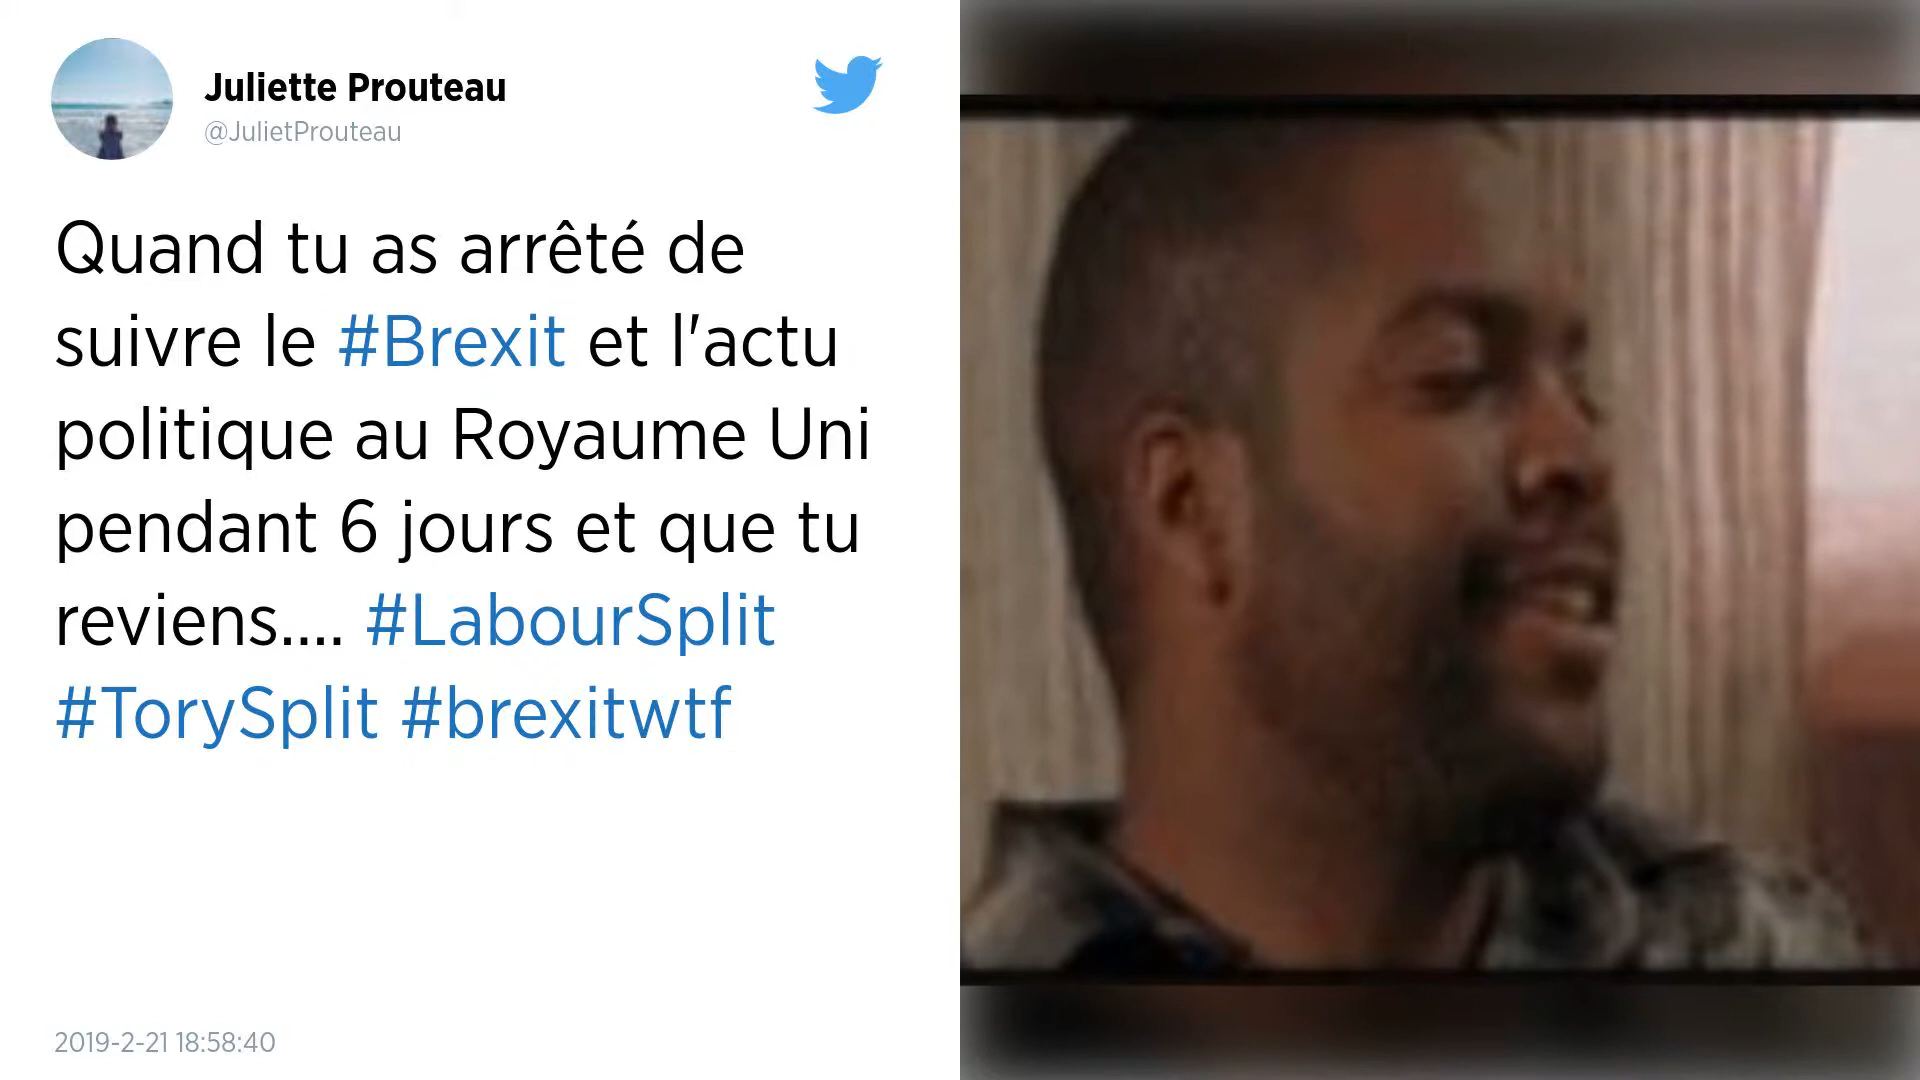 Juliette Prouteau
@JulietProuteau
Quand tu as arrêté de
suivre le #Brexit et l'actu
politique au Royaume Uni
pendant 6 jours et que tu
reviens.... #LabourSplit
#TorySplit #brexitwtf
2019-2-21 18:58:40